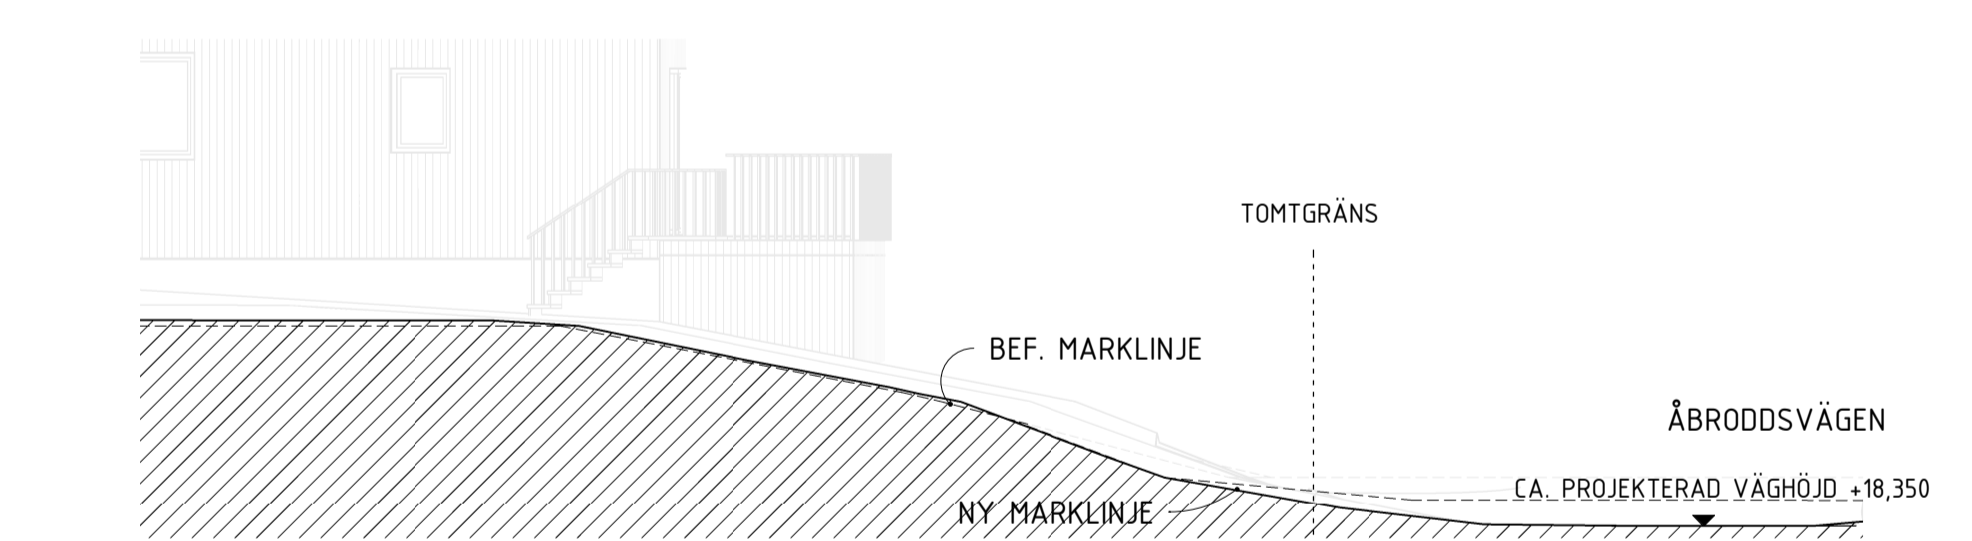 TOMTGRÄNS
BEF. MARKLINJE
ÅBRODDSVÄGEN
CA. PROJEKTERAD VÄGHÖJD +18,350
NY MARKLINJE